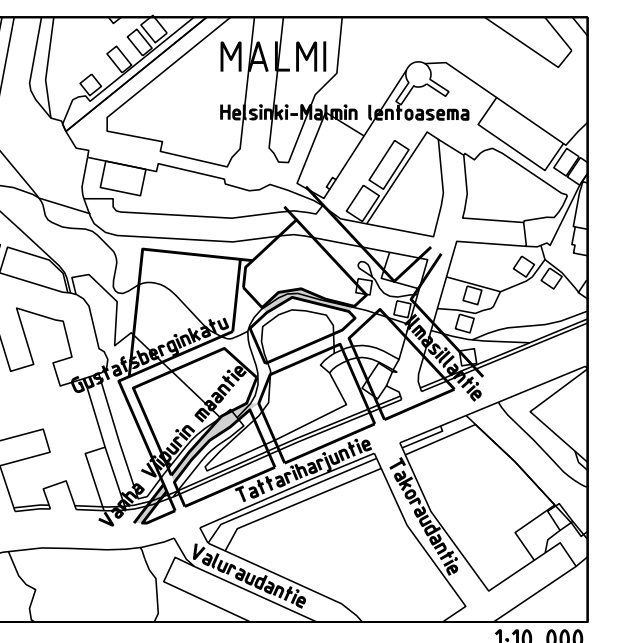 MALMI
Helsinki-Malmin lentoasema
Gustafsberginkatu
Ilmasillantie
Vanha Viipurin maantie
Tattariharjuntie
Takoraudantie
Valuraudantie
1:10 000